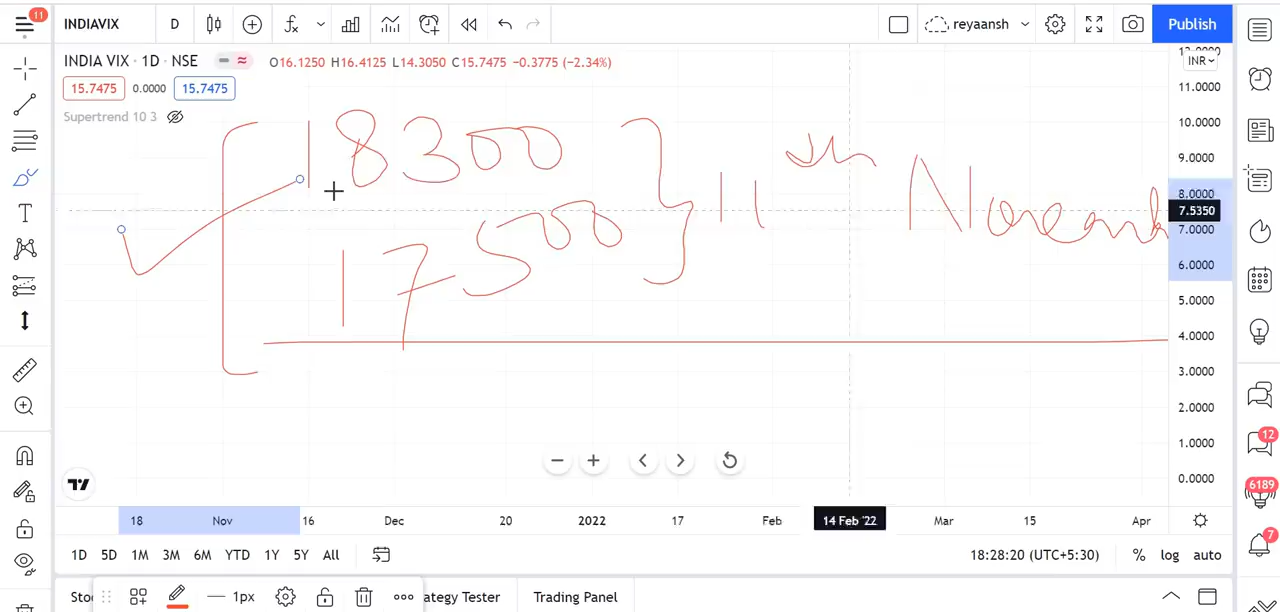 11
INDIAVIX
D
reyaansh
Publish
INDIA VIX · 1D · NSE
O16.1250 H16.4125 L14.3050 C15.7475 −0.3775 (−2.34%)
INR
15.7475 0.0000 15.7475
Supertrend 10 3
11.0000
10.0000
9.0000
8.0000
7.5350
7.0000
6.0000
5.0000
4.0000
3.0000
2.0000
1.0000
0.0000
18300
17500
11th Novemb
12
6189
7
18 Nov 16 Dec 20 2022 17 Feb 14 Feb '22 Mar 15 Apr
1D 5D 1M 3M 6M YTD 1Y 5Y All
18:28:20 (UTC+5:30) % log auto
Stoc
1px
ategy Tester
Trading Panel